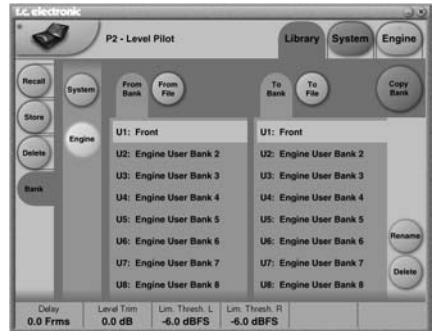 t.c. electronic
P2 - Level Pilot
Library
System
Engine
Recall
Store
Delete
Bank
System
Engine
From Bank
From File
To Bank
To File
Copy Bank
U1: Front
U2: Engine User Bank 2
U3: Engine User Bank 3
U4: Engine User Bank 4
U5: Engine User Bank 5
U6: Engine User Bank 6
U7: Engine User Bank 7
U8: Engine User Bank 8
U1: Front
U2: Engine User Bank 2
U3: Engine User Bank 3
U4: Engine User Bank 4
U5: Engine User Bank 5
U6: Engine User Bank 6
U7: Engine User Bank 7
U8: Engine User Bank 8
Rename
Delete
Delay
0.0 Frms
Level Trim
0.0 dB
Lim. Thresh. L
-6.0 dBFS
Lim. Thresh. R
-6.0 dBFS